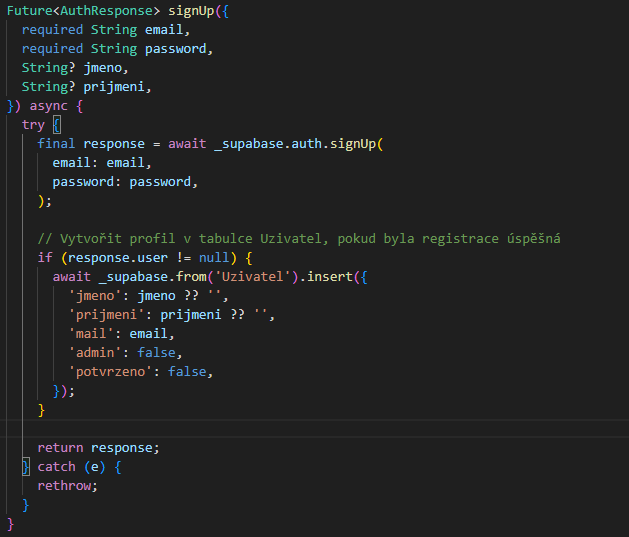 Future<AuthResponse> signUp({
  required String email,
  required String password,
  String? jmeno,
  String? prijmeni,
}) async {
  try {
    final response = await _supabase.auth.signUp(
      email: email,
      password: password,
    );

    // Vytvořit profil v tabulce Uzivatel, pokud byla registrace úspěšná
    if (response.user != null) {
      await _supabase.from('Uzivatel').insert({
        'jmeno': jmeno ?? '',
        'prijmeni': prijmeni ?? '',
        'mail': email,
        'admin': false,
        'potvrzeno': false,
      });
    }

    return response;
  } catch (e) {
    rethrow;
  }
}